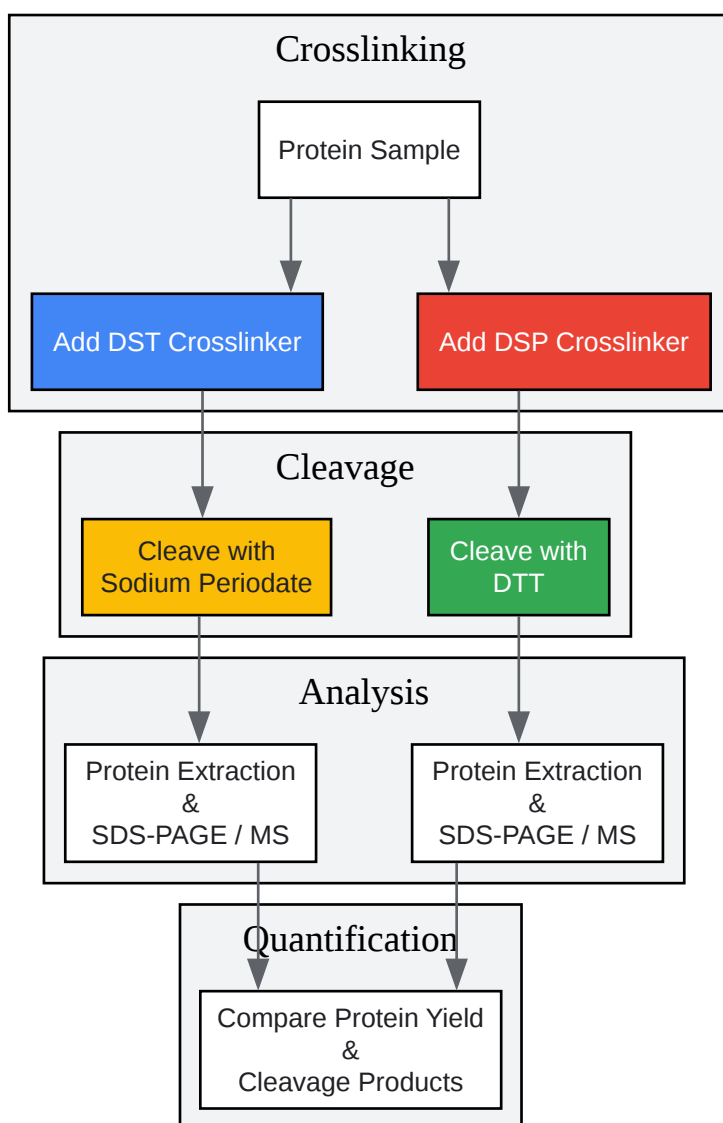 Crosslinking
Protein Sample
Add DST Crosslinker
Add DSP Crosslinker
Cleavage
Cleave with
Sodium Periodate
Cleave with
DTT
Analysis
Protein Extraction
&
SDS-PAGE / MS
Protein Extraction
&
SDS-PAGE / MS
Quantification
Compare Protein Yield
&
Cleavage Products